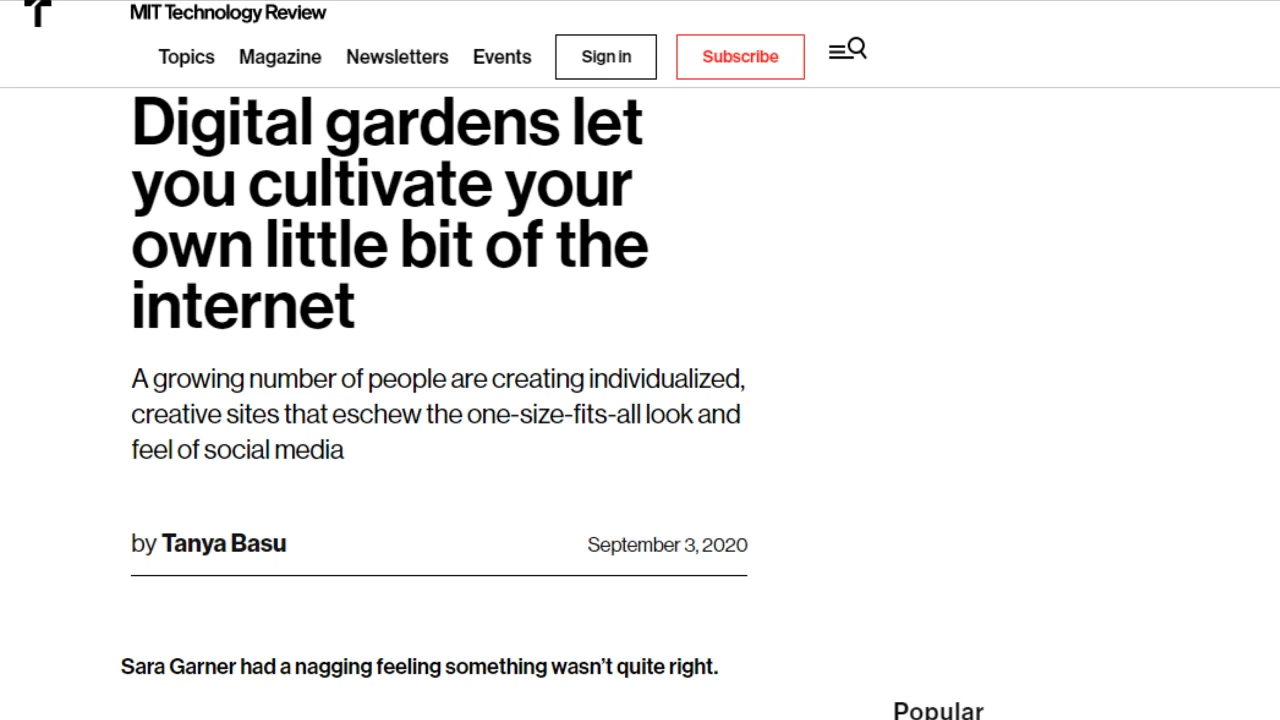 MIT Technology Review
Topics Magazine Newsletters Events Sign in Subscribe
Digital gardens let
you cultivate your
own little bit of the
internet
A growing number of people are creating individualized,
creative sites that eschew the one-size-fits-all look and
feel of social media
by Tanya Basu September 3, 2020
Sara Garner had a nagging feeling something wasn’t quite right.
Popular